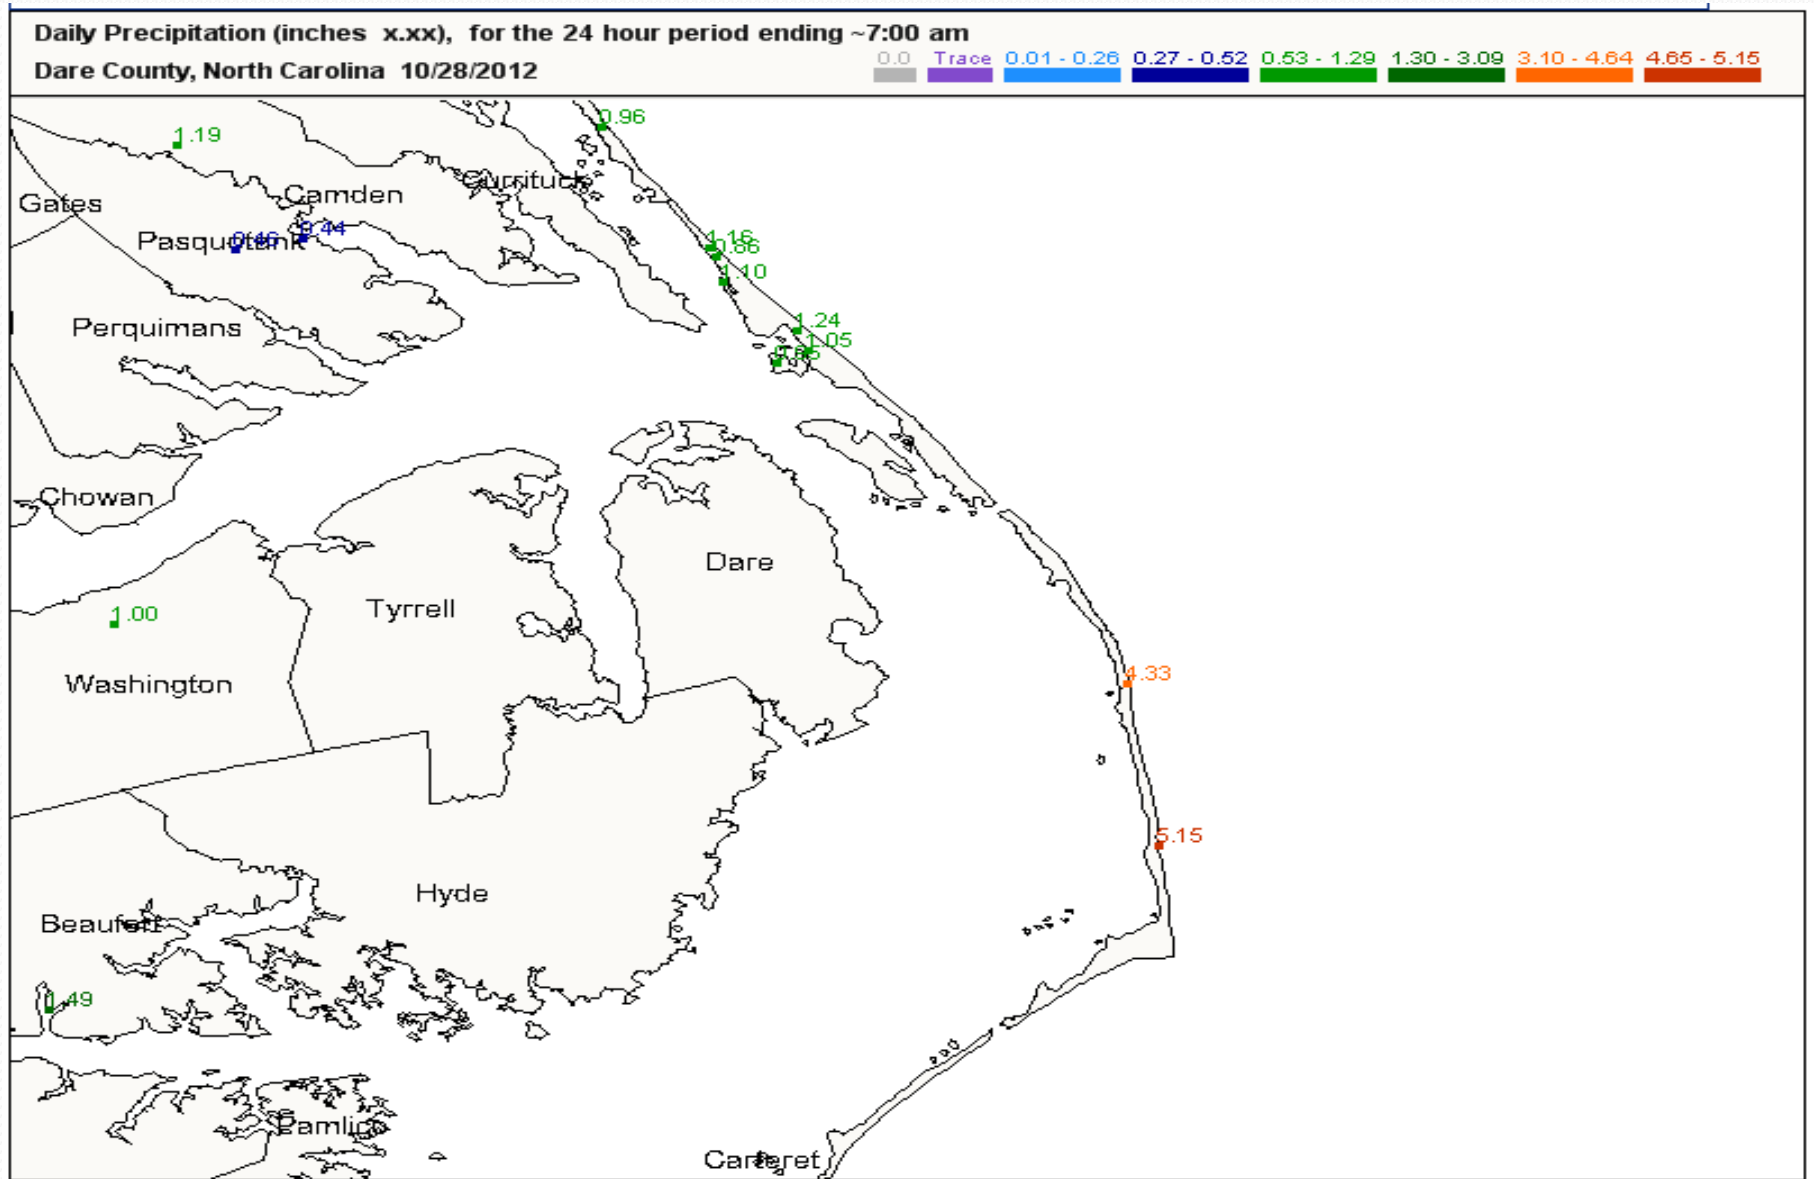 Daily Precipitation (inches x.xx), for the 24 hour period ending ~7:00 am
Dare County, North Carolina 10/28/2012
0.0 Trace 0.01 - 0.26 0.27 - 0.52 0.53 - 1.29 1.30 - 3.09 3.10 - 4.64 4.65 - 5.15
0.96
1.19
Currituck
Camden
Gates
0.44
Pasquotank
1.16
0.86
1.10
1.24
Perquimans
1.05
Chowan
Dare
Tyrrell
1.00
4.33
Washington
5.15
Hyde
Beaufort
1.49
Pamlico
Carteret